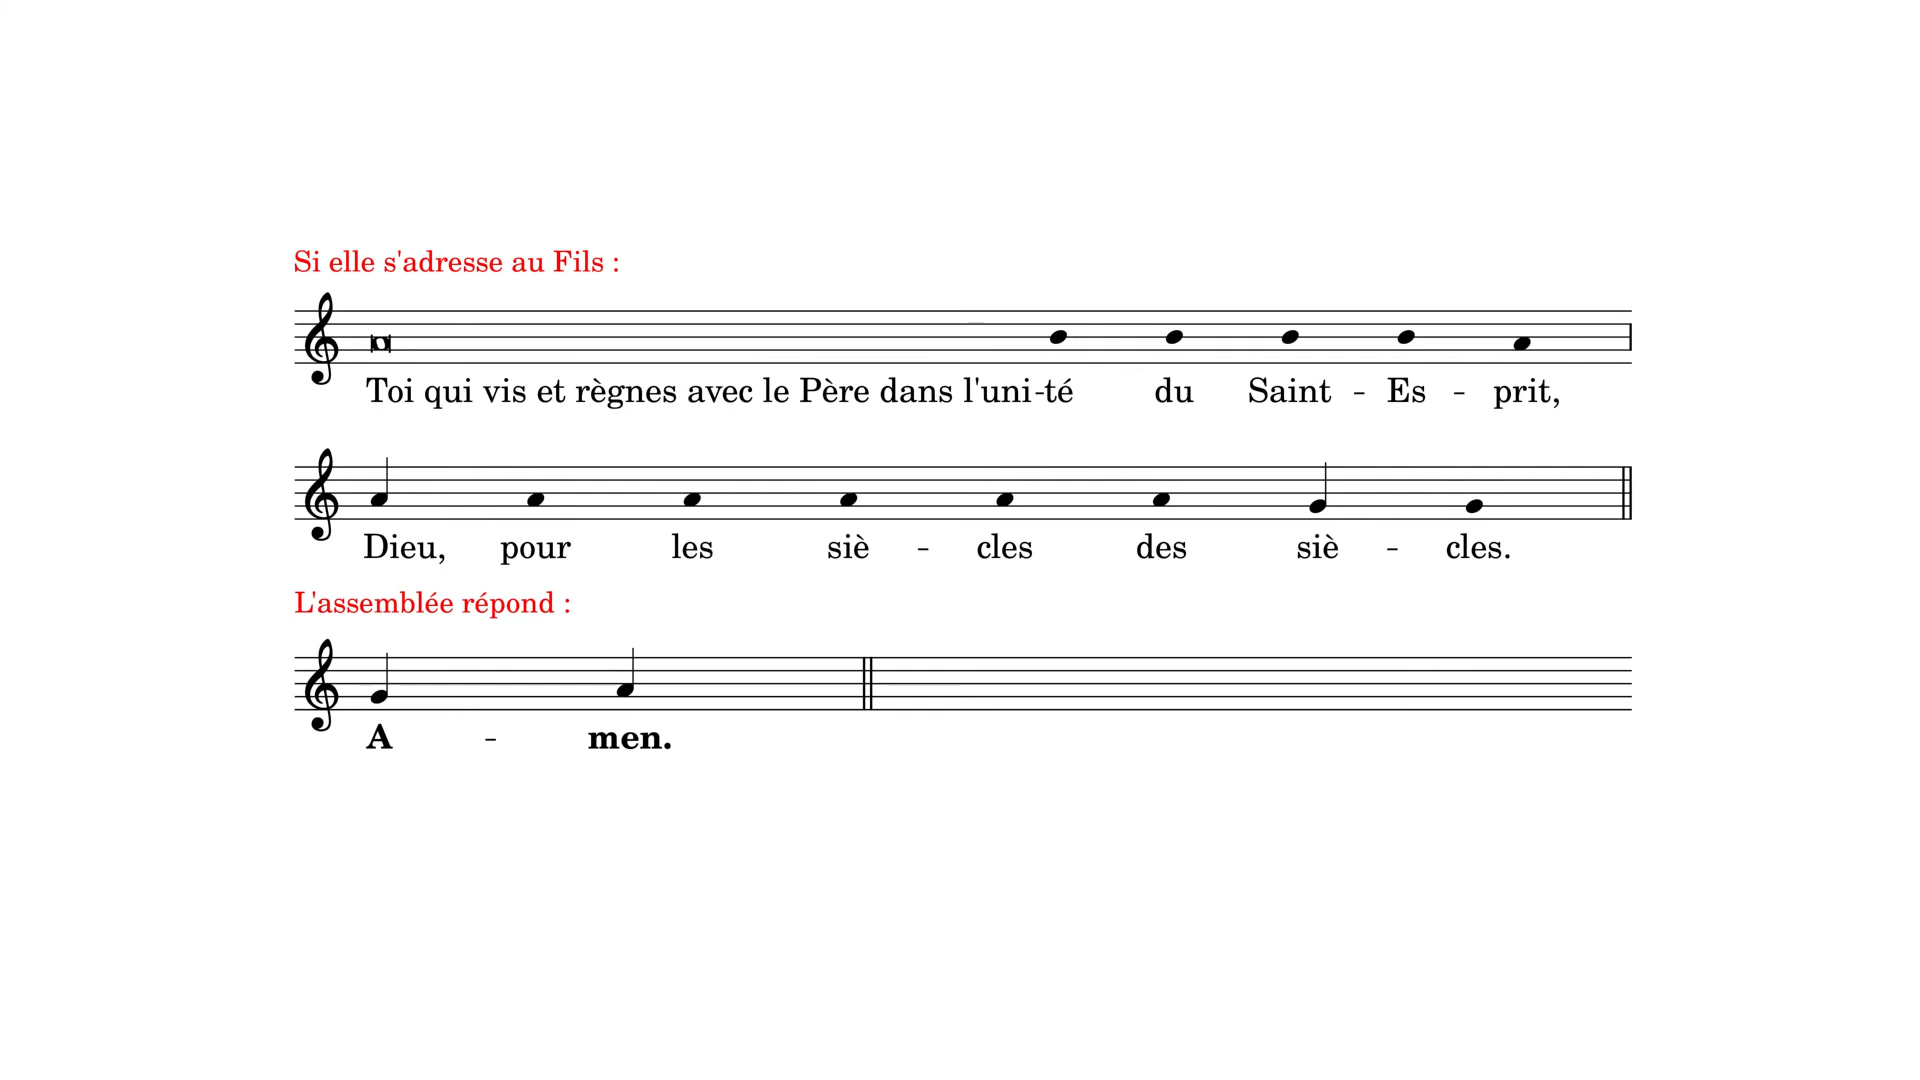 Si elle s'adresse au Fils :
Toi qui vis et règnes avec le Père dans l'uni-té du Saint - Es - prit,
Dieu, pour les siè - cles des siè - cles.
L'assemblée répond :
A - men.